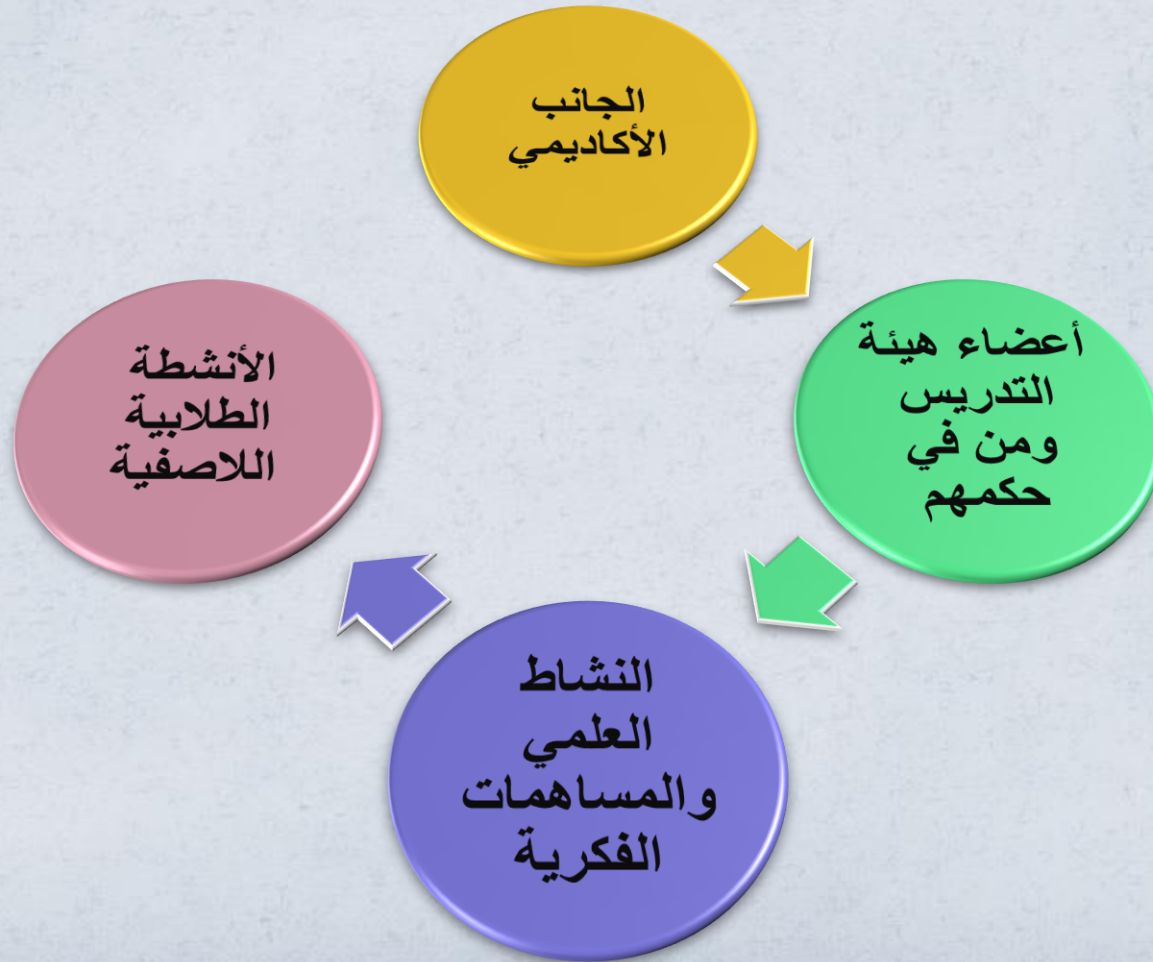 الجانب
الأكاديمي
أعضاء هيئة
التدريس
ومن في
حكمهم
النشاط
العلمي
والمساهمات
الفكرية
الأنشطة
الطلابية
اللاصفية